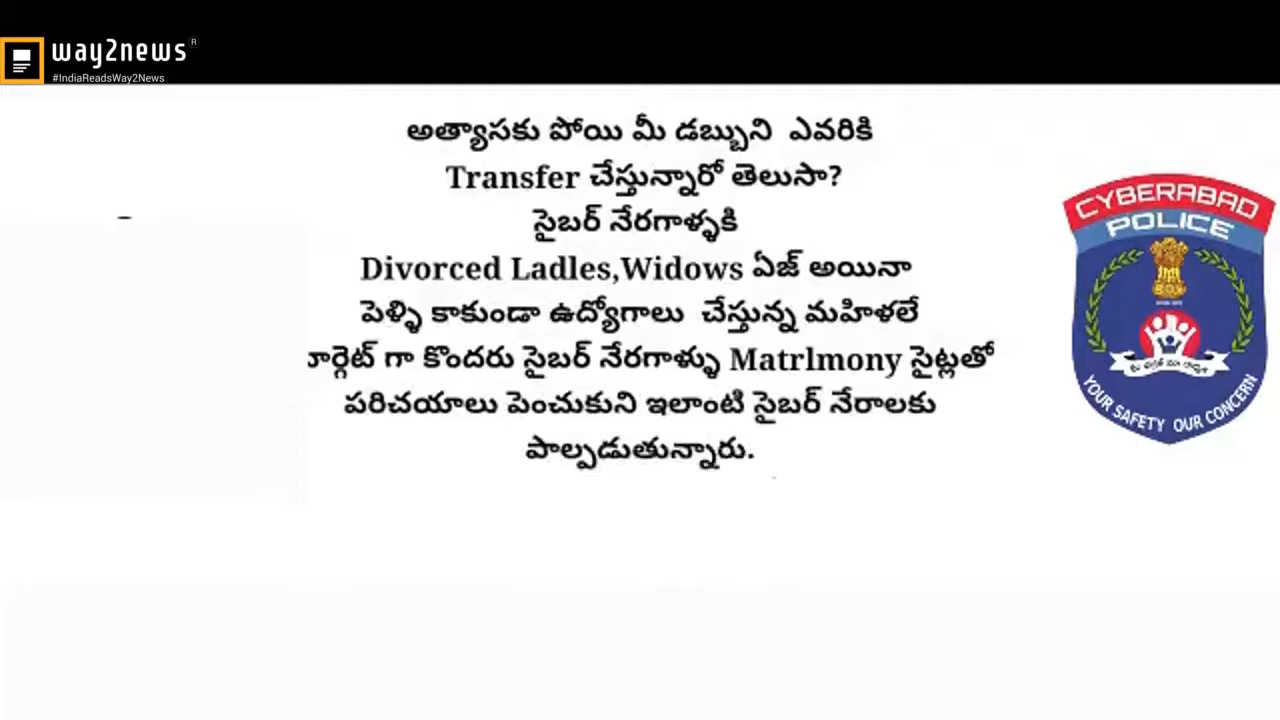 way2news
#IndiaReadsWay2News
అత్యాసకు పోయి మీ డబ్బుని ఎవరికి
Transfer చేస్తున్నారో తెలుసా?
సైబర్ నేరగాళ్ళకి
Divorced Ladles,Widows ఏజ్ అయినా
పెళ్ళి కాకుండా ఉద్యోగాలు చేస్తున్న మహిళలే
గా కొందరు సైబర్ నేరగాళ్ళు Matrlmony సైట్లతో
పరిచయాలు పెంచుకుని ఇలాంటి సైబర్ నేరాలకు
పాల్పడుతున్నారు.
CYBERABAD
POLICE
YOUR SAFETY OUR CONCERN